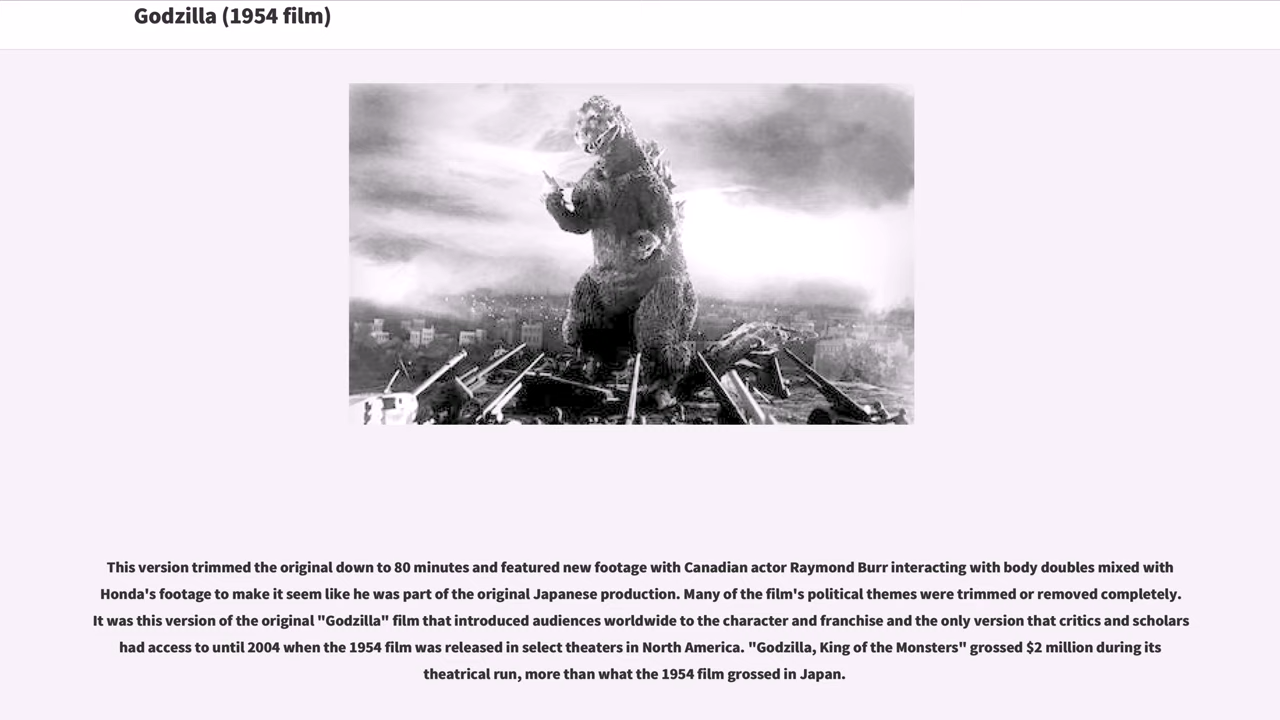 Godzilla (1954 film)
This version trimmed the original down to 80 minutes and featured new footage with Canadian actor Raymond Burr interacting with body doubles mixed with
Honda's footage to make it seem like he was part of the original Japanese production. Many of the film's political themes were trimmed or removed completely.
It was this version of the original "Godzilla" film that introduced audiences worldwide to the character and franchise and the only version that critics and scholars
had access to until 2004 when the 1954 film was released in select theaters in North America. "Godzilla, King of the Monsters" grossed $2 million during its
theatrical run, more than what the 1954 film grossed in Japan.